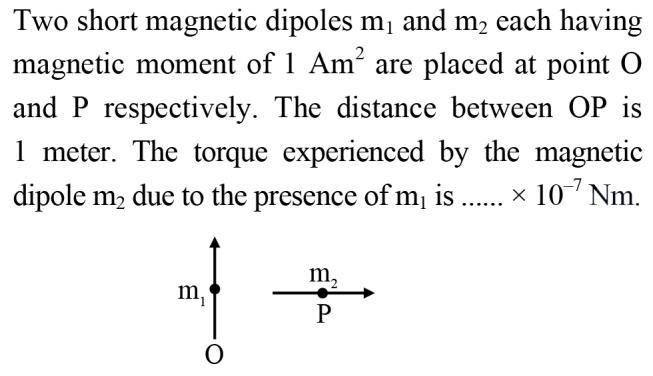 Two short magnetic dipoles m₁ and m₂ each having
magnetic moment of 1 Am² are placed at point O
and P respectively. The distance between OP is
1 meter. The torque experienced by the magnetic
dipole m₂ due to the presence of m₁ is ...... × 10⁻⁷ Nm.
m₁
m₂
P
O